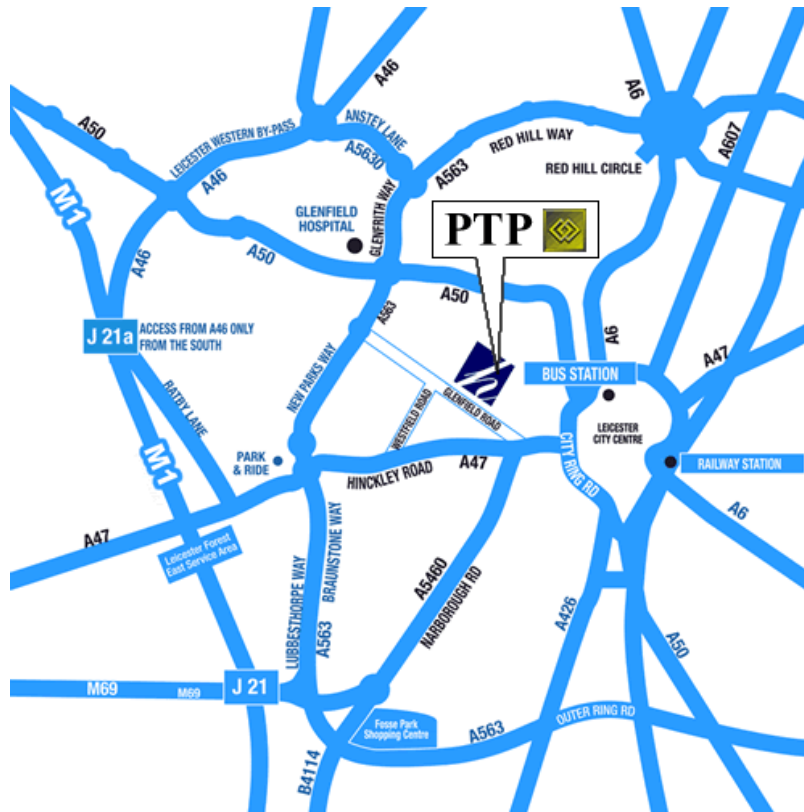 A46
A6
A50
ANSTEY LANE
A5630
LEICESTER WESTERN BY-PASS
A46
RED HILL WAY
A563
A607
RED HILL CIRCLE
M1
GLENFRITH WAY
GLENFIELD
HOSPITAL
PTP
A46
A50
A50
A563
J 21a
ACCESS FROM A46 ONLY
FROM THE SOUTH
A6
A47
NEW PARKS WAY
BUS STATION
RATBY LANE
WESTFIELD ROAD
GLENFIELD ROAD
LEICESTER
CITY CENTRE
M1
PARK
& RIDE
HINCKLEY ROAD
A47
CITY RING RD
RAILWAY STATION
A6
A47
Leicester Forest
East Service Area
LUBBESTHORPE WAY
BRAUNSTONE WAY
A563
A5460
NARBOROUGH RD
A426
A50
M69
M69
J 21
Fosse Park
Shopping Centre
A563
OUTER RING RD
B4114